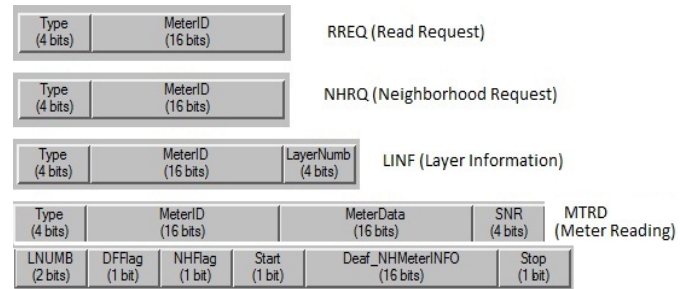 Type MeterID RREQ (Read Request)
(4 bits) (16 bits)
Type MeterID NHRQ (Neighborhood Request)
(4 bits) (16 bits)
Type MeterID LayerNumb LINF (Layer Information)
(4 bits) (16 bits) (4 bits)
Type MeterID MeterData SNR MTRD
(4 bits) (16 bits) (16 bits) (4 bits) (Meter Reading)
LNUMB DFFlag NHFlag Start Deaf_NHMeterINFO Stop
(2 bits) (1 bit) (1 bit) (1 bit) (16 bits) (1 bit)